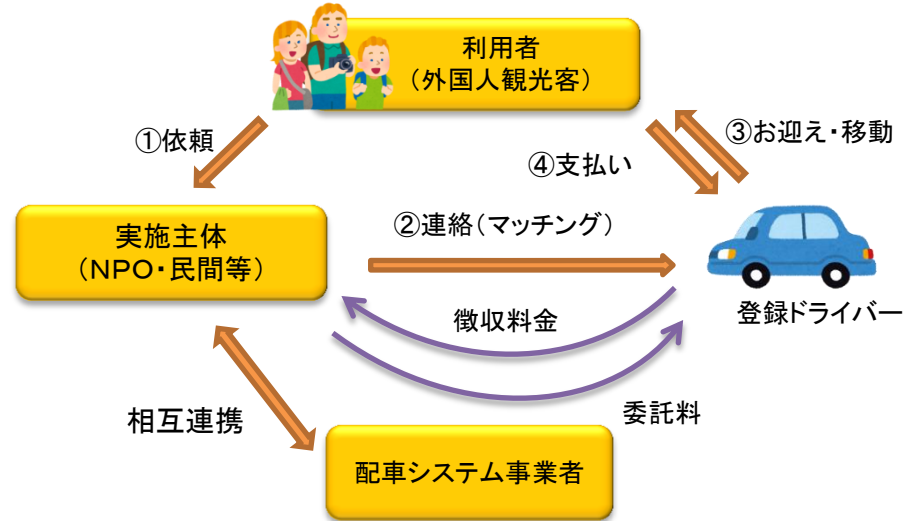 利用者
（外国人観光客）
①依頼
③お迎え・移動
④支払い
実施主体
（ＮＰＯ・民間等）
②連絡（マッチング）
登録ドライバー
徴収料金
委託料
相互連携
配車システム事業者